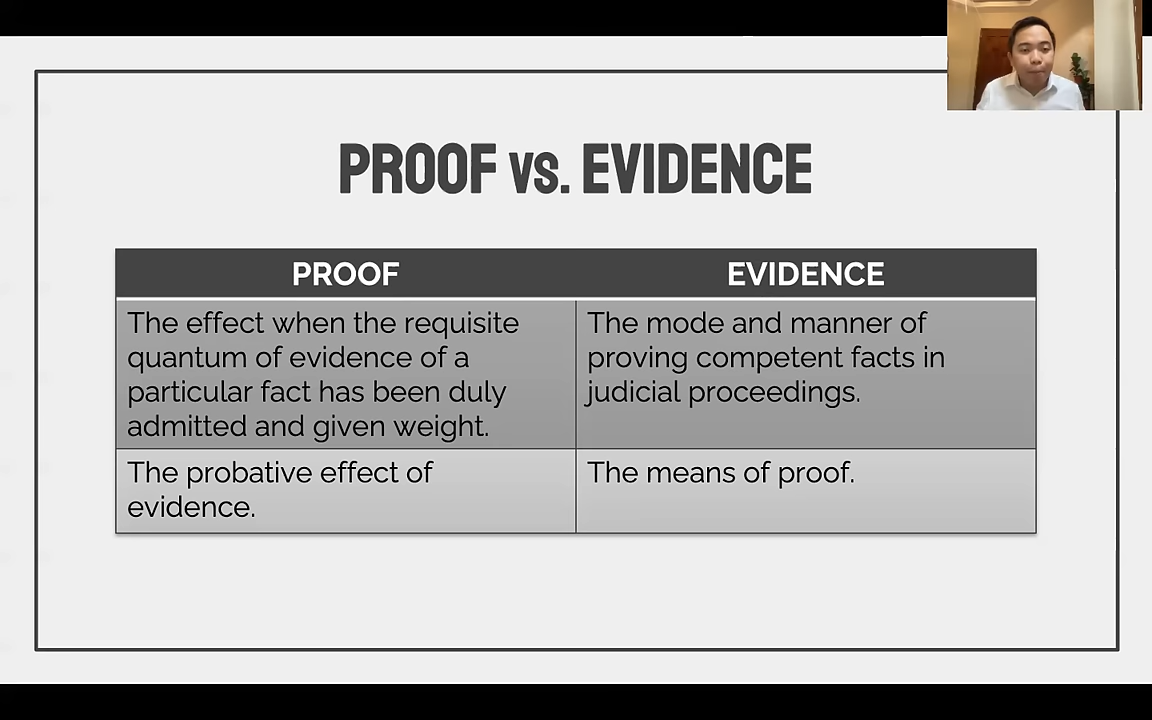 PROOF vs. EVIDENCE
PROOF
EVIDENCE
The effect when the requisite
quantum of evidence of a
particular fact has been duly
admitted and given weight.
The mode and manner of
proving competent facts in
judicial proceedings.
The probative effect of
evidence.
The means of proof.